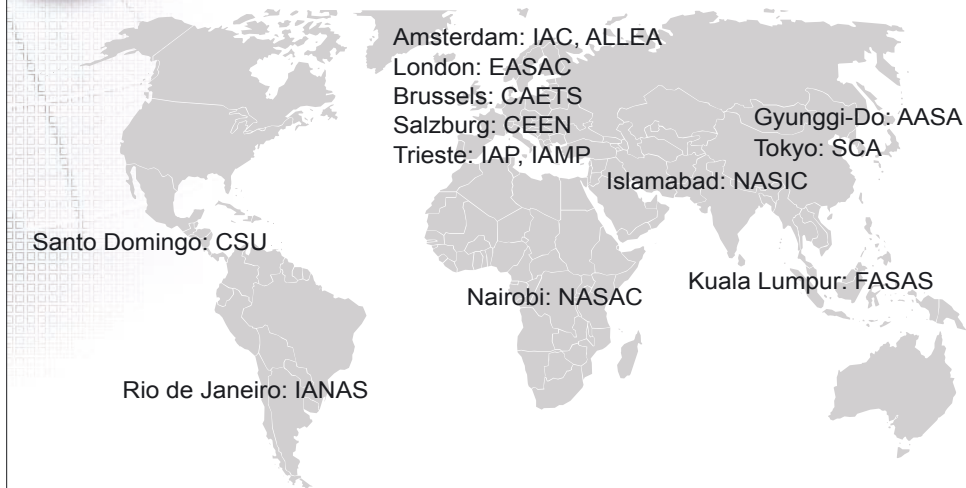 Amsterdam: IAC, ALLEA
London: EASAC
Brussels: CAETS
Salzburg: CEEN
Trieste: IAP, IAMP
Gyunggi-Do: AASA
Tokyo: SCA
Islamabad: NASIC
Santo Domingo: CSU
Nairobi: NASAC
Kuala Lumpur: FASAS
Rio de Janeiro: IANAS